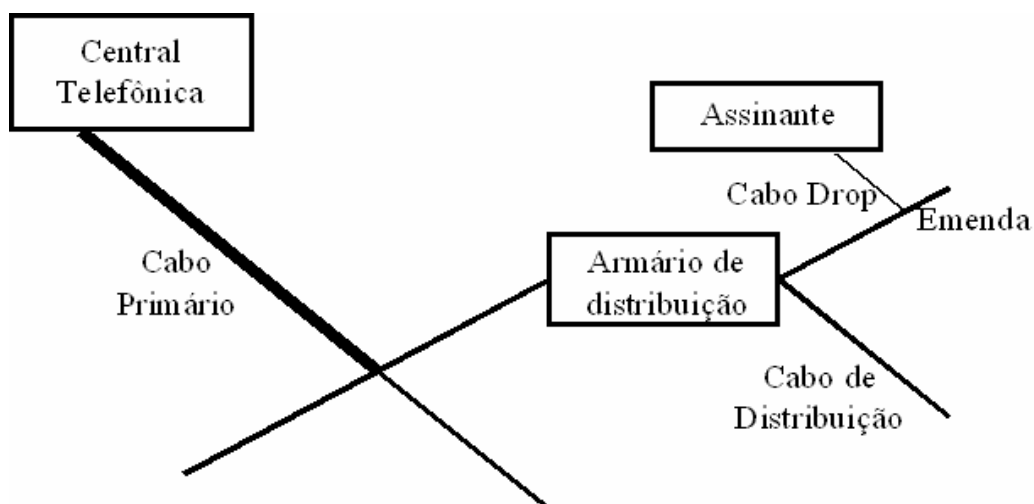 Central
Telefônica
Assinante
Cabo Drop
Emenda
Cabo
Primário
Armário de
distribuição
Cabo de
Distribuição